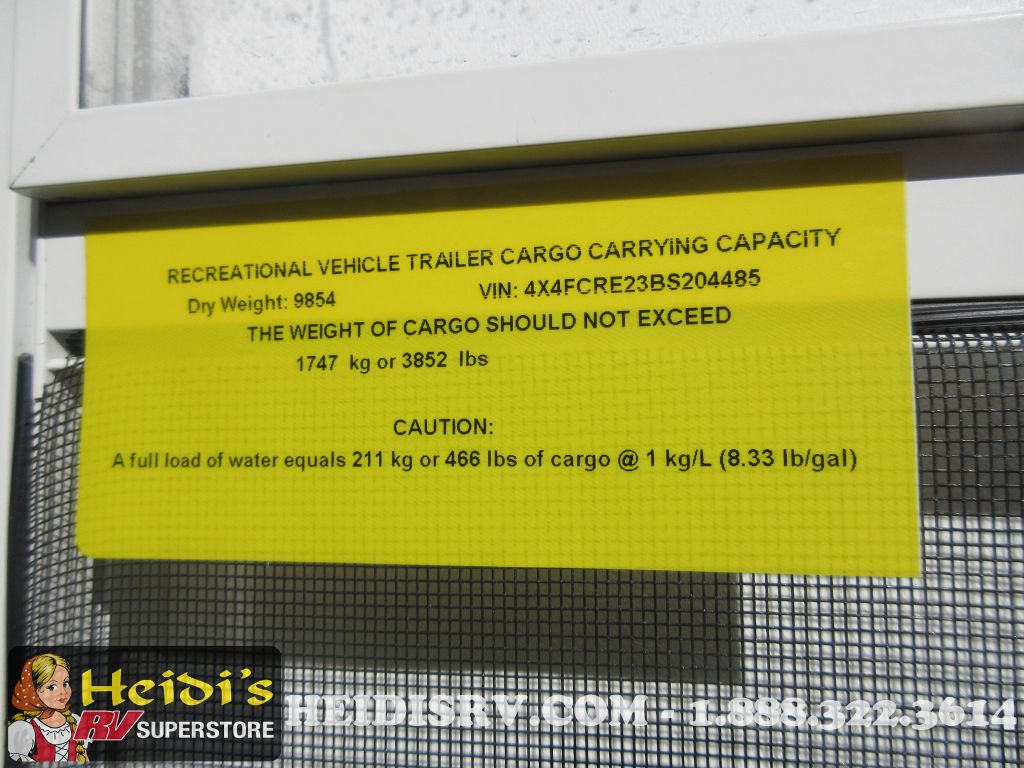 RECREATIONAL VEHICLE TRAILER CARGO CARRYING CAPACITY
Dry Weight: 9854 VIN: 4X4FCRE23BS204485
THE WEIGHT OF CARGO SHOULD NOT EXCEED
1747 kg or 3852 lbs
CAUTION:
A full load of water equals 211 kg or 466 lbs of cargo @ 1 kg/L (8.33 lb/gal)
Heidi's
RV SUPERSTORE
HEIDISRV COM - 1.888.322.3614